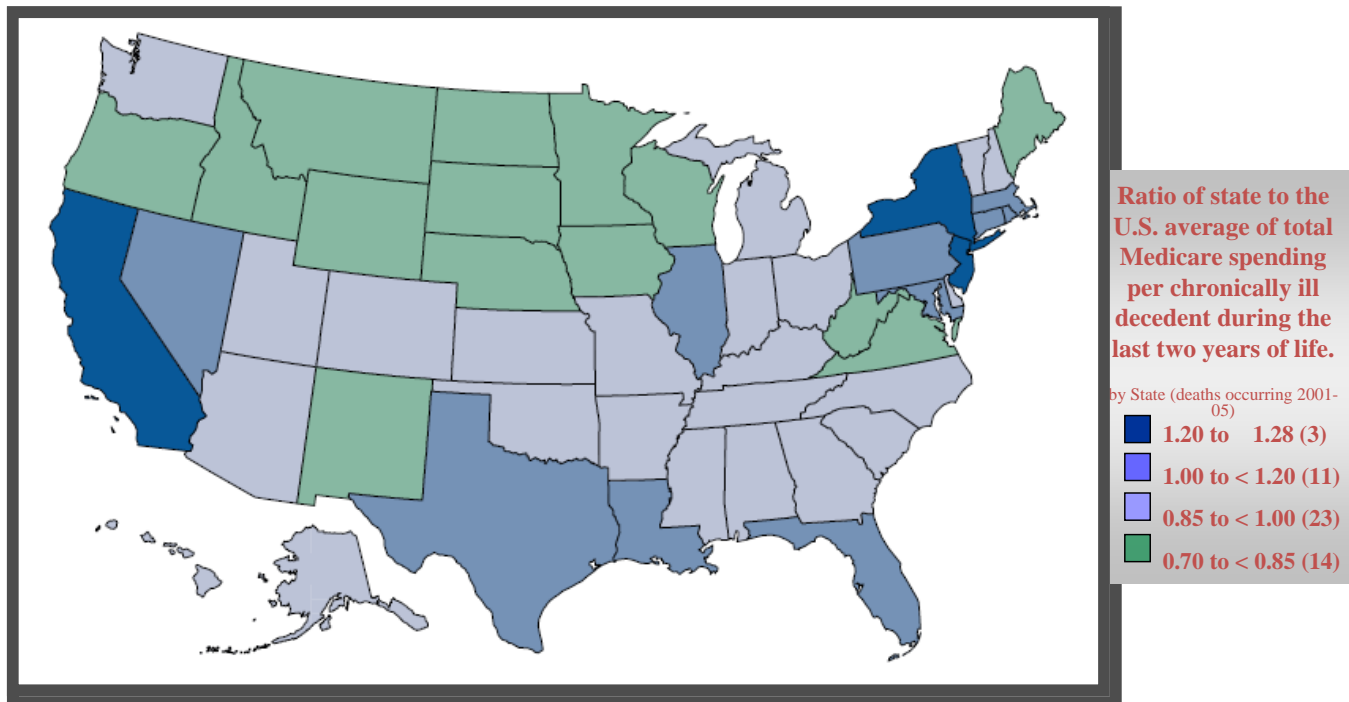 Ratio of state to the
U.S. average of total
Medicare spending
per chronically ill
decedent during the
last two years of life.
by State (deaths occurring 2001-
05)
1.20 to 1.28 (3)
1.00 to < 1.20 (11)
0.85 to < 1.00 (23)
0.70 to < 0.85 (14)